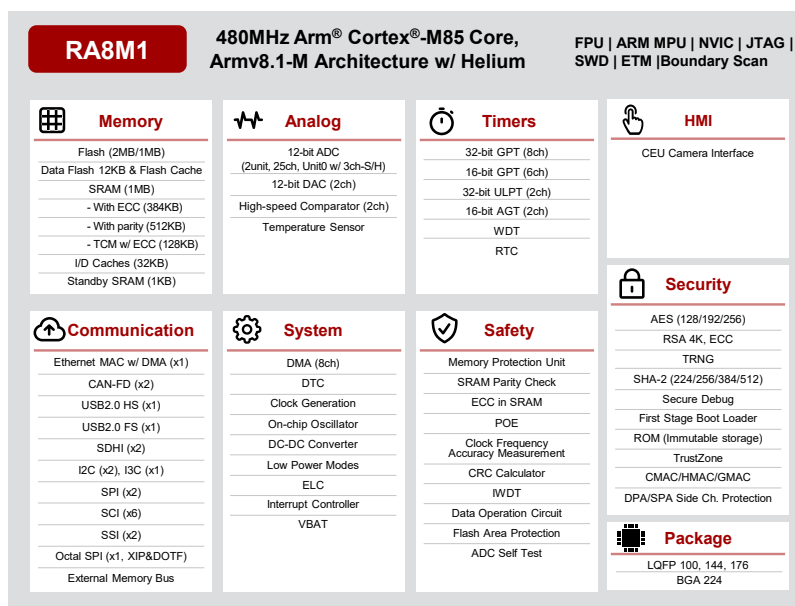 RA8M1
480MHz Arm® Cortex®-M85 Core,
Armv8.1-M Architecture w/ Helium
FPU | ARM MPU | NVIC | JTAG |
SWD | ETM |Boundary Scan
Memory
Flash (2MB/1MB)
Data Flash 12KB & Flash Cache
SRAM (1MB)
- With ECC (384KB)
- With parity (512KB)
- TCM w/ ECC (128KB)
I/D Caches (32KB)
Standby SRAM (1KB)
Analog
12-bit ADC
(2unit, 25ch, Unit0 w/ 3ch-S/H)
12-bit DAC (2ch)
High-speed Comparator (2ch)
Temperature Sensor
Timers
32-bit GPT (8ch)
16-bit GPT (6ch)
32-bit ULPT (2ch)
16-bit AGT (2ch)
WDT
RTC
HMI
CEU Camera Interface
Communication
Ethernet MAC w/ DMA (x1)
CAN-FD (x2)
USB2.0 HS (x1)
USB2.0 FS (x1)
SDHI (x2)
I2C (x2), I3C (x1)
SPI (x2)
SCI (x6)
SSI (x2)
Octal SPI (x1, XIP&DOTF)
External Memory Bus
System
DMA (8ch)
DTC
Clock Generation
On-chip Oscillator
DC-DC Converter
Low Power Modes
ELC
Interrupt Controller
VBAT
Safety
Memory Protection Unit
SRAM Parity Check
ECC in SRAM
POE
Clock Frequency
Accuracy Measurement
CRC Calculator
IWDT
Data Operation Circuit
Flash Area Protection
ADC Self Test
Security
AES (128/192/256)
RSA 4K, ECC
TRNG
SHA-2 (224/256/384/512)
Secure Debug
First Stage Boot Loader
ROM (Immutable storage)
TrustZone
CMAC/HMAC/GMAC
DPA/SPA Side Ch. Protection
Package
LQFP 100, 144, 176
BGA 224